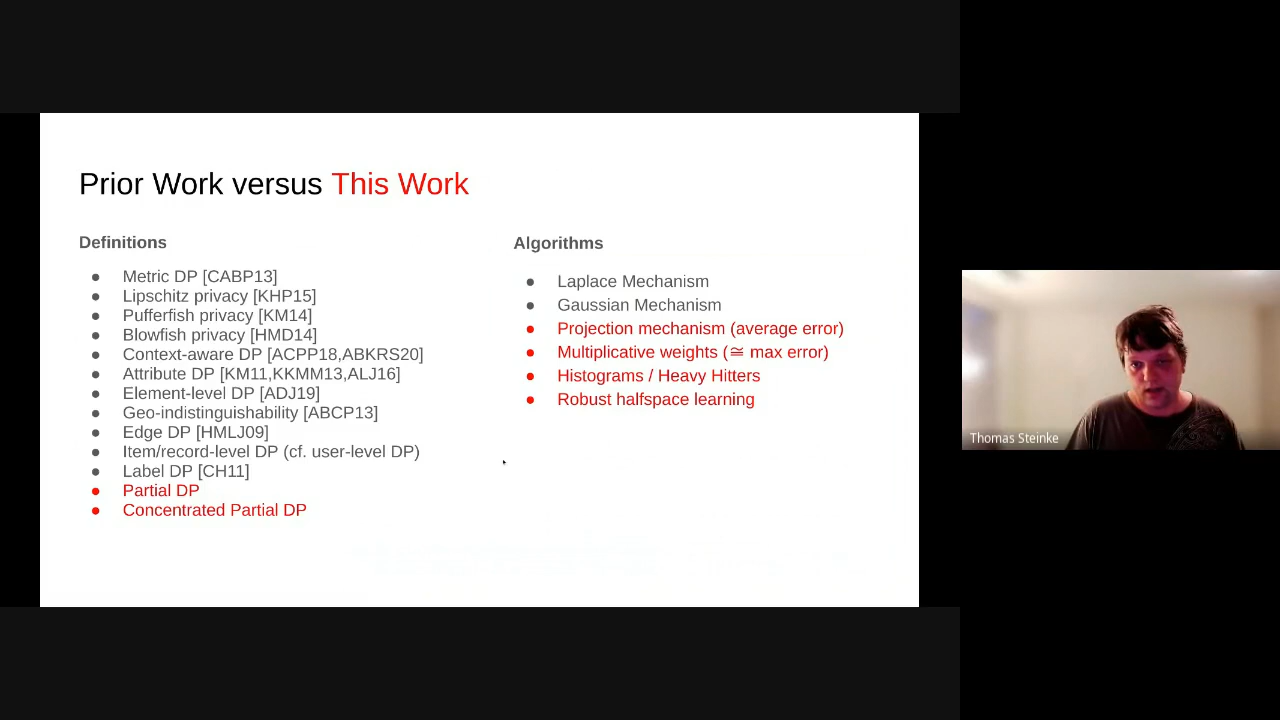 Prior Work versus This Work
Definitions
● Metric DP [CABP13]
● Lipschitz privacy [KHP15]
● Pufferfish privacy [KM14]
● Blowfish privacy [HMD14]
● Context-aware DP [ACPP18,ABKRS20]
● Attribute DP [KM11,KKMM13,ALJ16]
● Element-level DP [ADJ19]
● Geo-indistinguishability [ABCP13]
● Edge DP [HMLJ09]
● Item/record-level DP (cf. user-level DP)
● Label DP [CH11]
● Partial DP
● Concentrated Partial DP
Algorithms
● Laplace Mechanism
● Gaussian Mechanism
● Projection mechanism (average error)
● Multiplicative weights (≅ max error)
● Histograms / Heavy Hitters
● Robust halfspace learning
Thomas Steinke